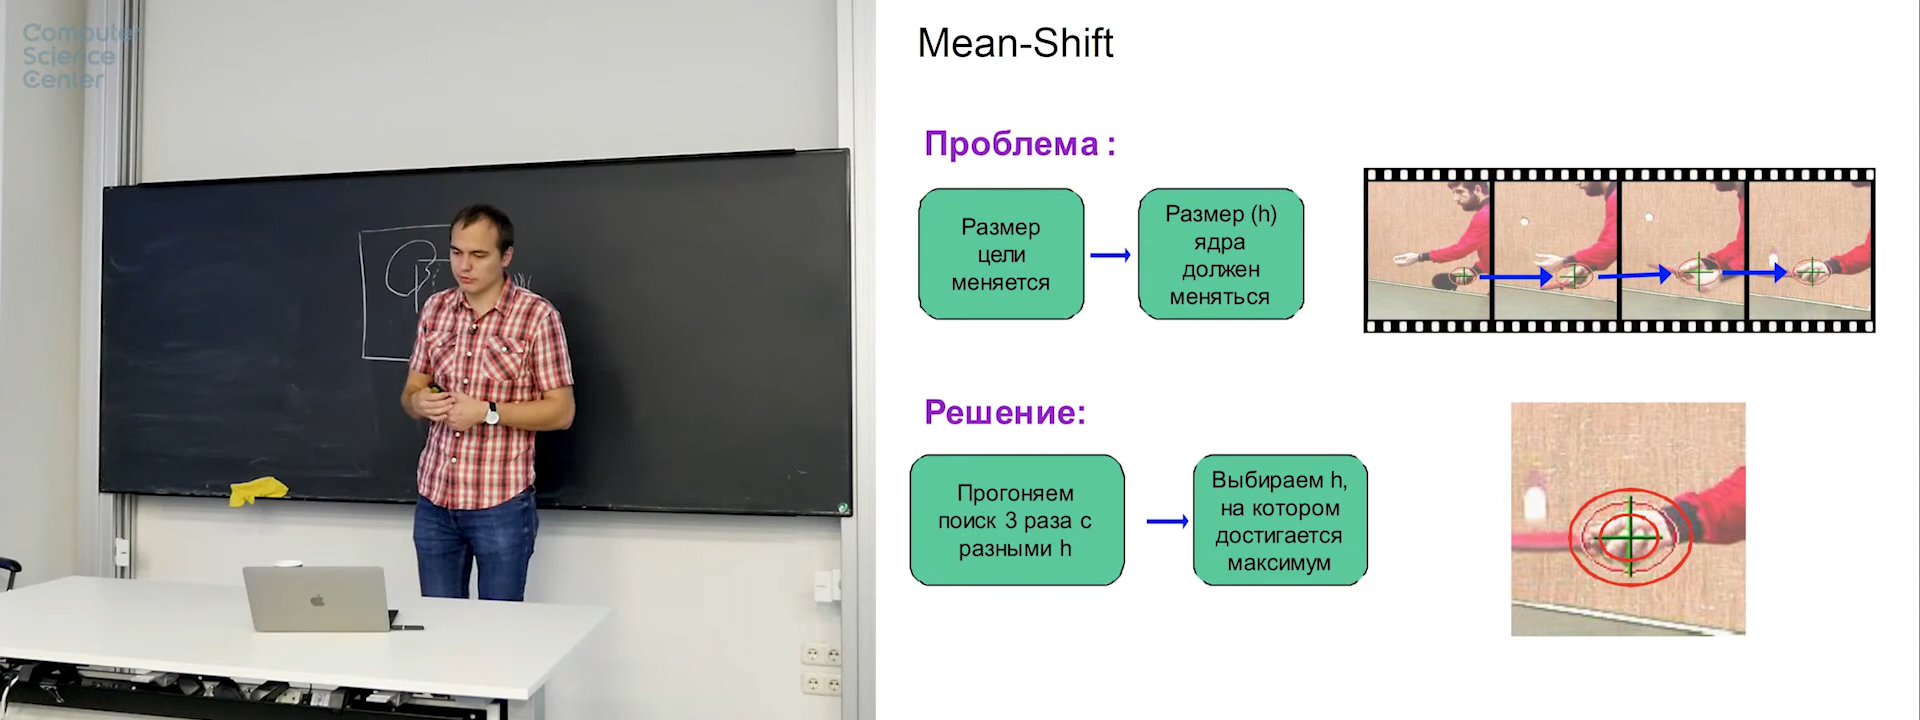 Computer
Science
Center
Mean-Shift
Проблема :
Размер
цели
меняется
Размер (h)
ядра
должен
меняться
Решение:
Прогоняем
поиск 3 раза с
разными h
Выбираем h,
на котором
достигается
максимум